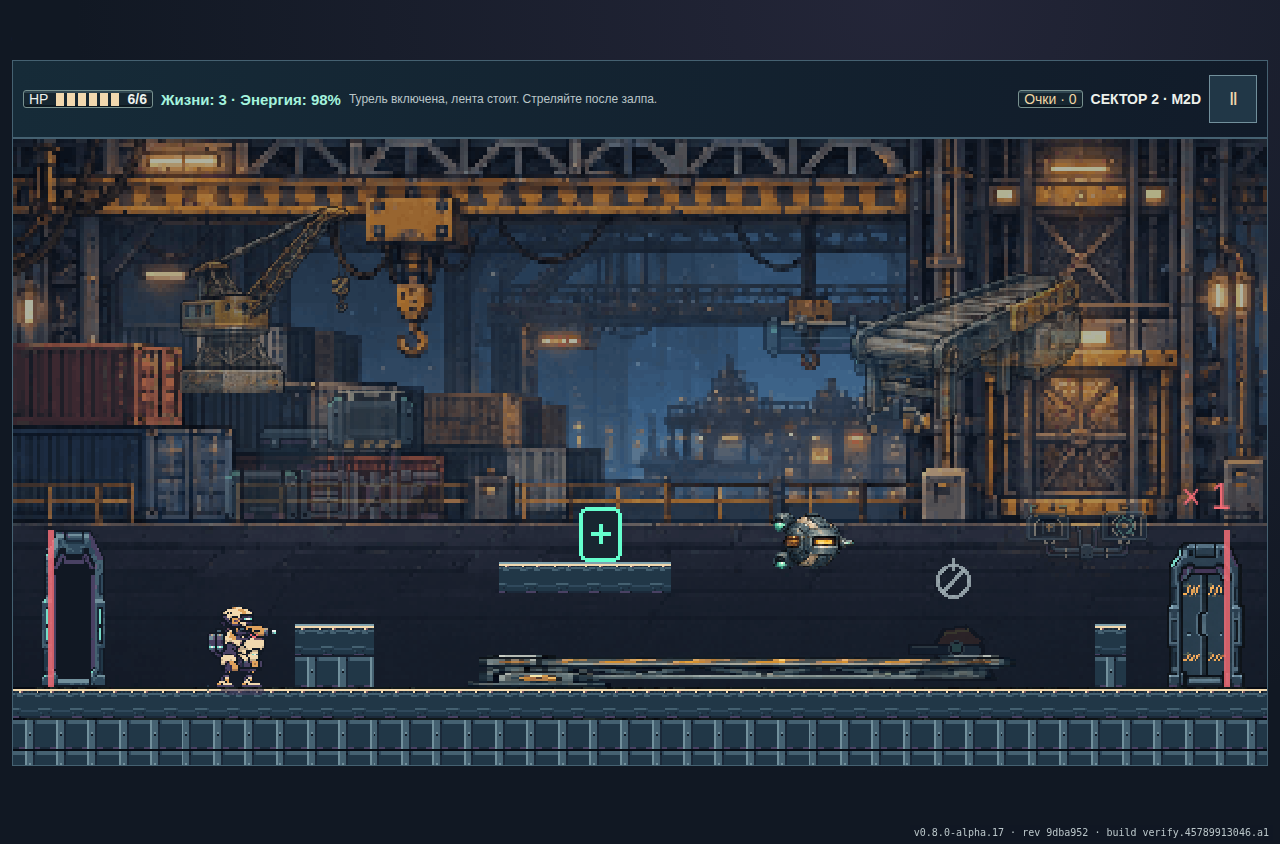 HP 6/6 Жизни: 3 · Энергия: 98% Турель включена, лента стоит. Стреляйте после залпа. Очки · 0 СЕКТОР 2 · M2D II
× 1
v0.8.0-alpha.17 · rev 9dba952 · build verify.45789913046.a1